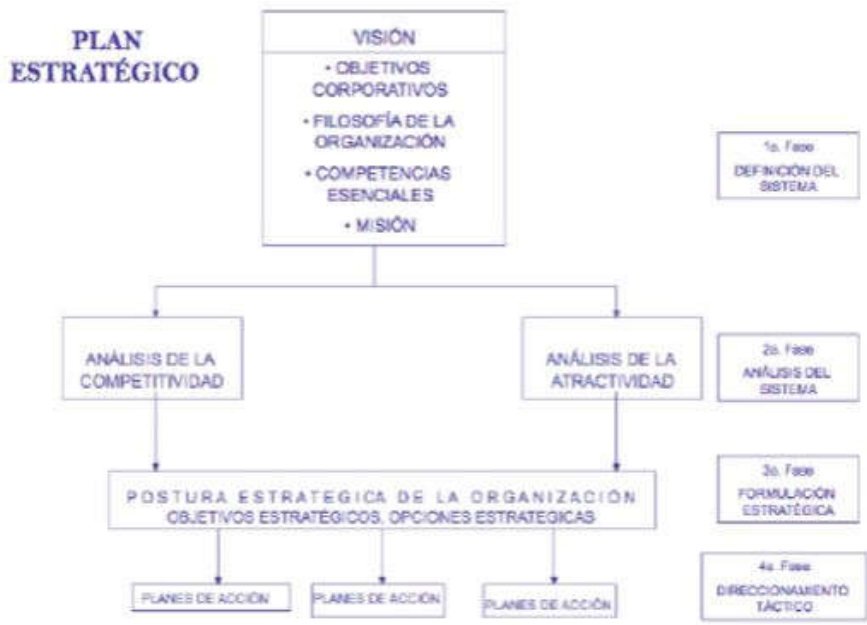 PLAN
ESTRATÉGICO
VISIÓN
• OBJETIVOS
CORPORATIVOS
• FILOSOFÍA DE LA
ORGANIZACIÓN
• COMPETENCIAS
ESENCIALES
• MISIÓN
1a. Fase
DEFINICIÓN DEL
SISTEMA
ANÁLISIS DE LA
COMPETITIVIDAD
ANÁLISIS DE LA
ATRACTIVIDAD
2a. Fase
ANÁLISIS DEL
SISTEMA
POSTURA ESTRATEGICA DE LA ORGANIZACIÓN
OBJETIVOS ESTRATÉGICOS, OPCIONES ESTRATEGICAS
3a. Fase
FORMULACIÓN
ESTRATÉGICA
PLANES DE ACCIÓN
PLANES DE ACCIÓN
PLANES DE ACCIÓN
4a. Fase
DIRECCIONAMIENTO
TÁCTICO